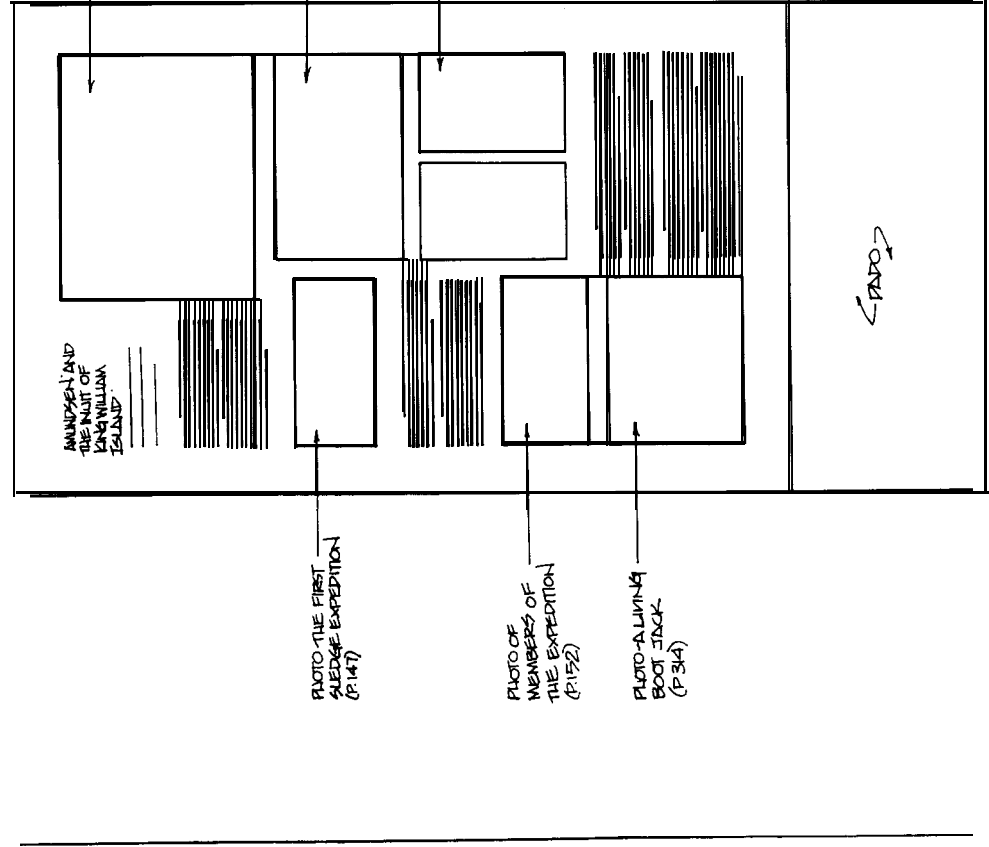 AMUNDSEN AND
THE INUIT OF
KING WILLIAM
ISLAND.
PHOTO-THE FIRST
SLEDGE EXPEDITION
(P.147)
PHOTO OF
MEMBERS OF
THE EXPEDITION
(P.152)
PHOTO-A LIVING
BOOT JACK
(P 314)
DADO